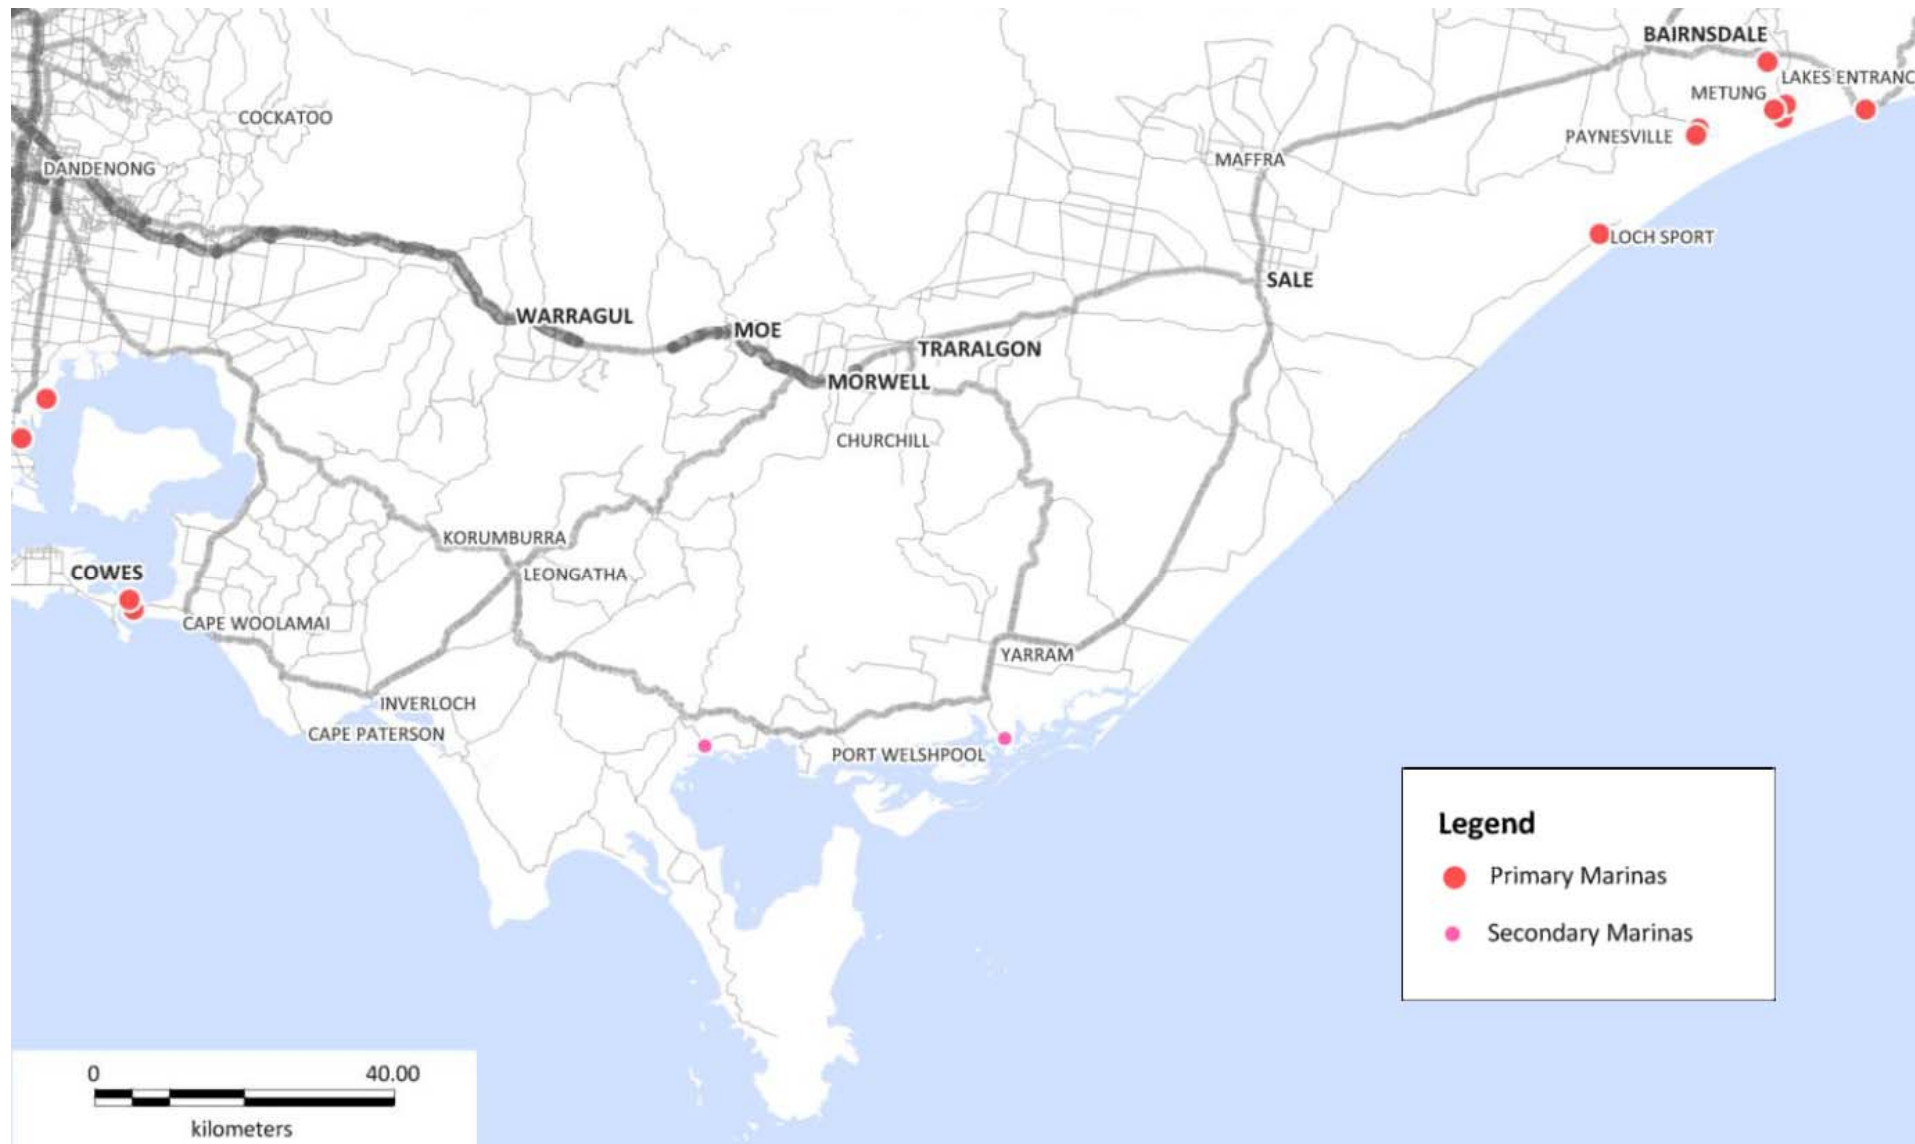 BAIRNSDALE
LAKES ENTRANC
METUNG
COCKATOO
PAYNESVILLE
MAFFRA
DANDENONG
LOCH SPORT
SALE
WARRAGUL
MOE
TRARALGON
MORWELL
CHURCHILL
KORUMBURRA
COWES
LEONGATHA
CAPE WOOLAMAI
YARRAM
INVERLOCH
CAPE PATERSON
PORT WELSHPOOL
Legend
Primary Marinas
Secondary Marinas
0 40.00
kilometers